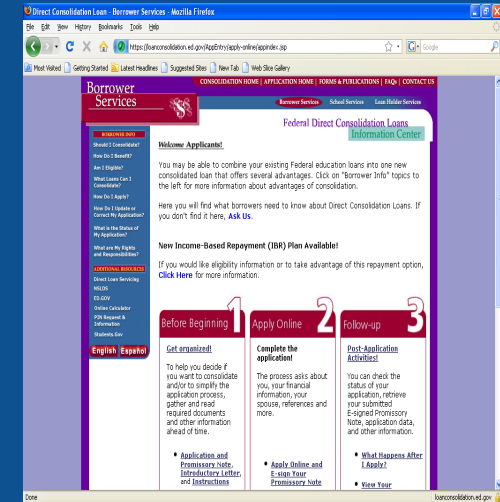 Direct Consolidation Loan - Borrower Services - Mozilla Firefox
File Edit View History Bookmarks Tools Help
https://loanconsolidation.ed.gov/AppEntry/apply-online/appindex.jsp
Google
Most Visited Getting Started Latest Headlines Suggested Sites New Tab Web Slice Gallery
CONSOLIDATION HOME | APPLICATION HOME | FORMS & PUBLICATIONS | FAQs | CONTACT US
Borrower
Services
Borrower Services School Services Loan Holder Services
Federal Direct Consolidation Loans
Information Center
BORROWER INFO
Should I Consolidate?
How Do I Benefit?
Am I Eligible?
What Loans Can I
Consolidate?
How Do I Apply?
How Do I Update or
Correct My Application?
What is the Status of
My Application?
What are My Rights
and Responsibilities?
ADDITIONAL RESOURCES
Direct Loan Servicing
NSLDS
ED.GOV
Online Calculator
PIN Request &
Information
Students.Gov
English Español
Welcome Applicants!
You may be able to combine your existing Federal education loans into one new
consolidated loan that offers several advantages. Click on "Borrower Info" topics to
the left for more information about advantages of consolidation.
Here you will find what borrowers need to know about Direct Consolidation Loans. If
you don't find it here, Ask Us.
New Income-Based Repayment (IBR) Plan Available!
If you would like eligibility information or to take advantage of this repayment option,
Click Here for more information.
Before Beginning 1
Get organized!
To help you decide if
you want to consolidate
and/or to simplify the
application process,
gather and read
required documents
and other information
ahead of time.
Application and
Promissory Note,
Introductory Letter,
and Instructions
Apply Online 2
Complete the
application!
The process asks about
you, your financial
information, your
spouse, references and
more.
Apply Online and
E-sign Your
Promissory Note
Follow-up 3
Post-Application
Activities!
You can check the
status of your
application, retrieve
your submitted
E-signed Promissory
Note, application data,
and other information.
What Happens After
I Apply?
View Your
Done
loanconsolidation.ed.gov